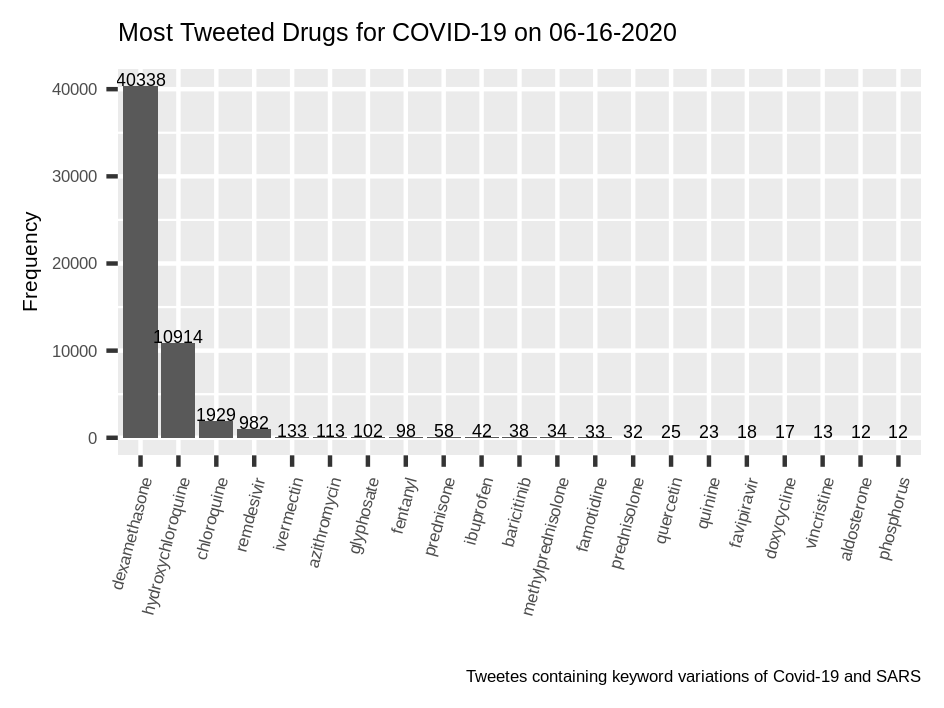 Most Tweeted Drugs for COVID-19 on 06-16-2020
Frequency
40000
30000
20000
10000
0
40338
10914
1929
982
133
113
102
98
58
42
38
34
33
32
25
23
18
17
13
12
12
dexamethasone
hydroxychloroquine
chloroquine
remdesivir
ivermectin
azithromycin
glyphosate
fentanyl
prednisone
ibuprofen
baricitinib
methylprednisolone
famotidine
prednisolone
quercetin
quinine
favipiravir
doxycycline
vincristine
aldosterone
phosphorus
Tweetes containing keyword variations of Covid-19 and SARS